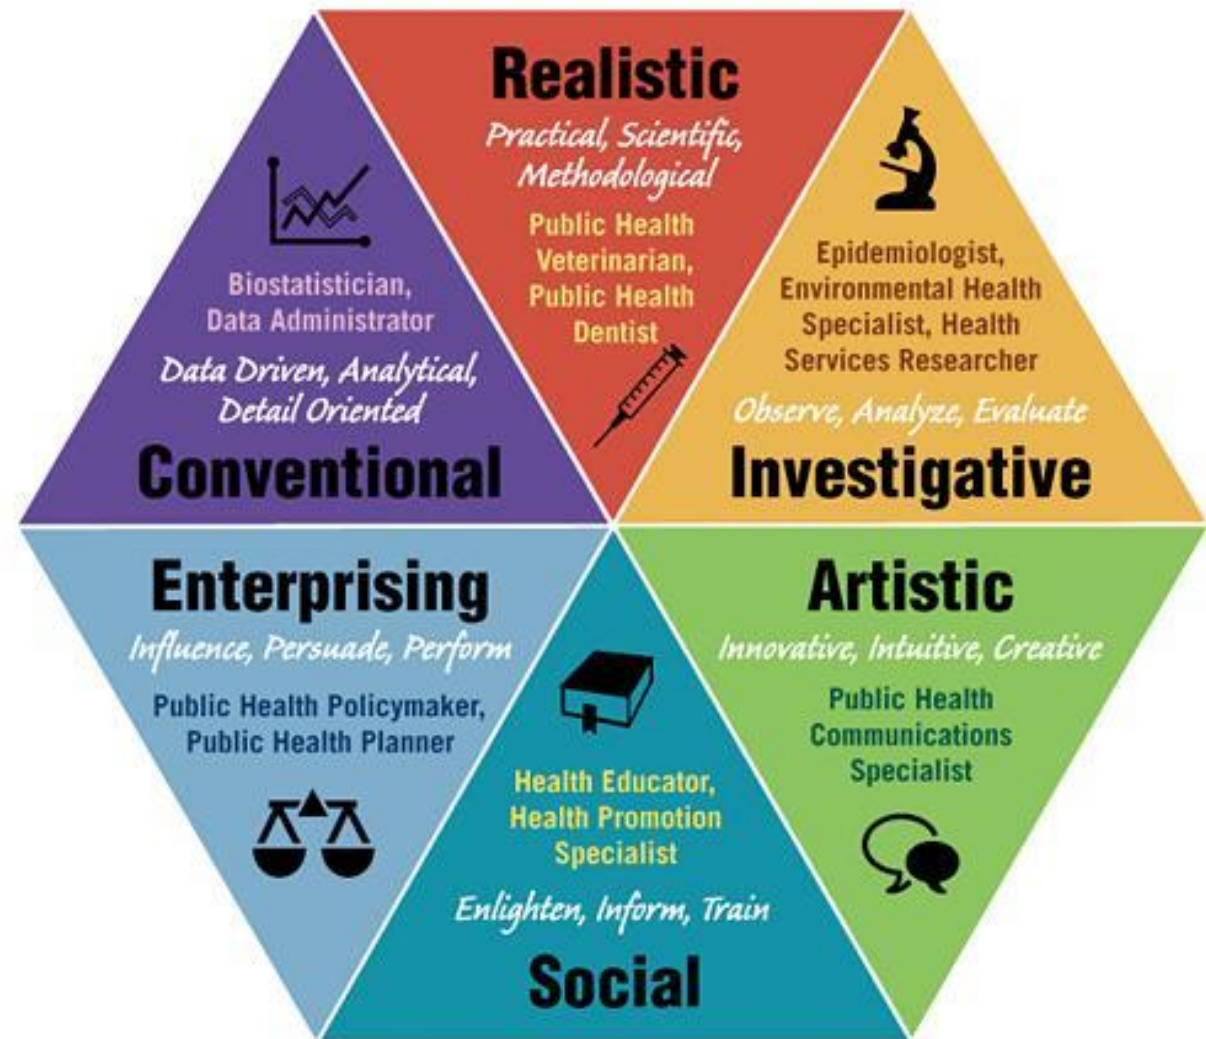 Realistic
Practical, Scientific,
Methodological
Public Health
Veterinarian,
Public Health
Dentist
Biostatistician,
Data Administrator
Data Driven, Analytical,
Detail Oriented
Conventional
Epidemiologist,
Environmental Health
Specialist, Health
Services Researcher
Observe, Analyze, Evaluate
Investigative
Enterprising
Influence, Persuade, Perform
Public Health Policymaker,
Public Health Planner
Health Educator,
Health Promotion
Specialist
Enlighten, Inform, Train
Social
Artistic
Innovative, Intuitive, Creative
Public Health
Communications
Specialist